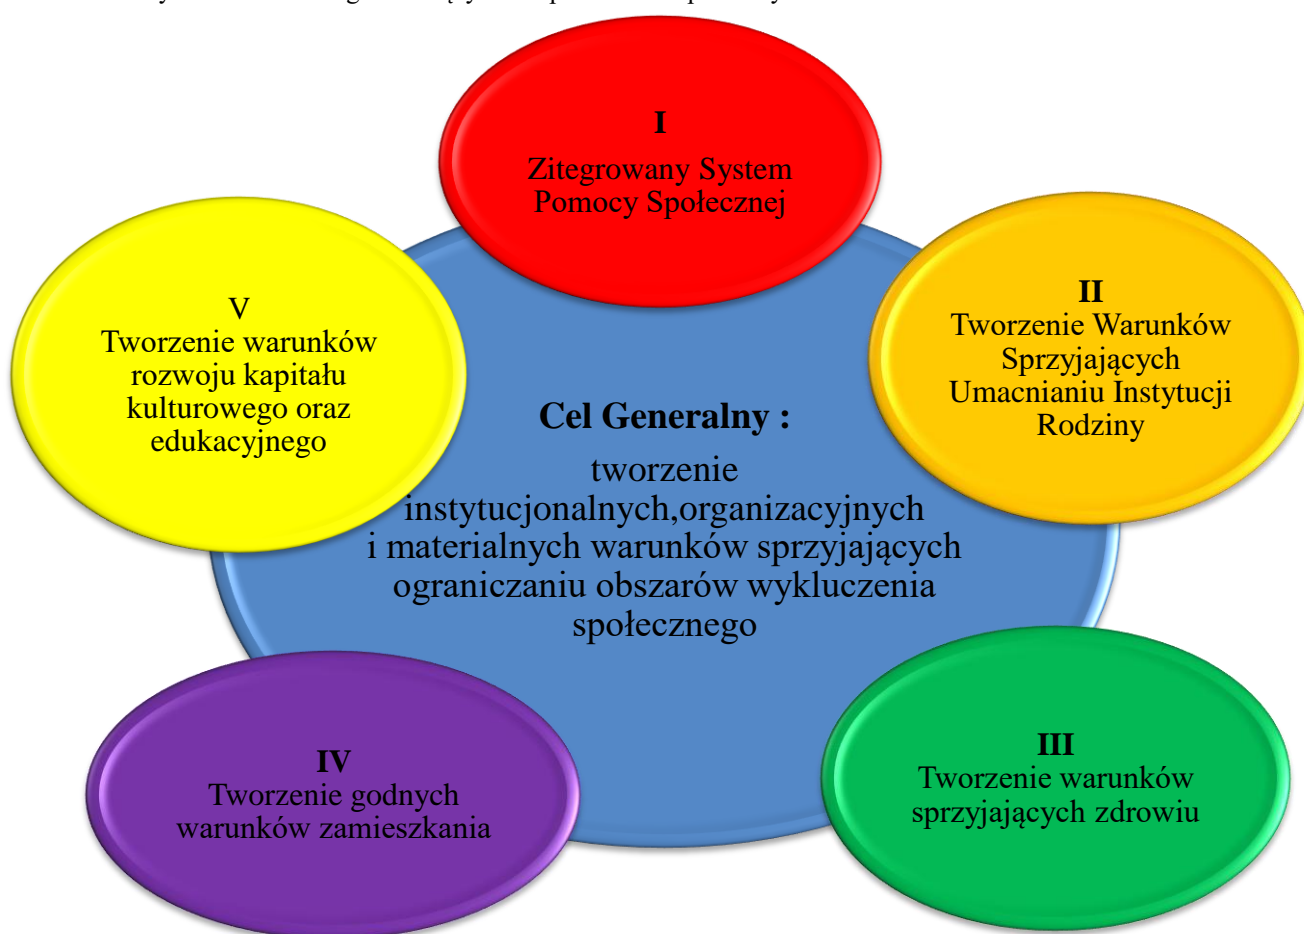 I
Zitegrowany System
Pomocy Społecznej
II
Tworzenie Warunków
Sprzyjających
Umacnianiu Instytucji
Rodziny
III
Tworzenie warunków
sprzyjających zdrowiu
IV
Tworzenie godnych
warunków zamieszkania
V
Tworzenie warunków
rozwoju kapitału
kulturowego oraz
edukacyjnego
Cel Generalny :
tworzenie
instytucjonalnych,organizacyjnych
i materialnych warunków sprzyjających
ograniczaniu obszarów wykluczenia
społecznego